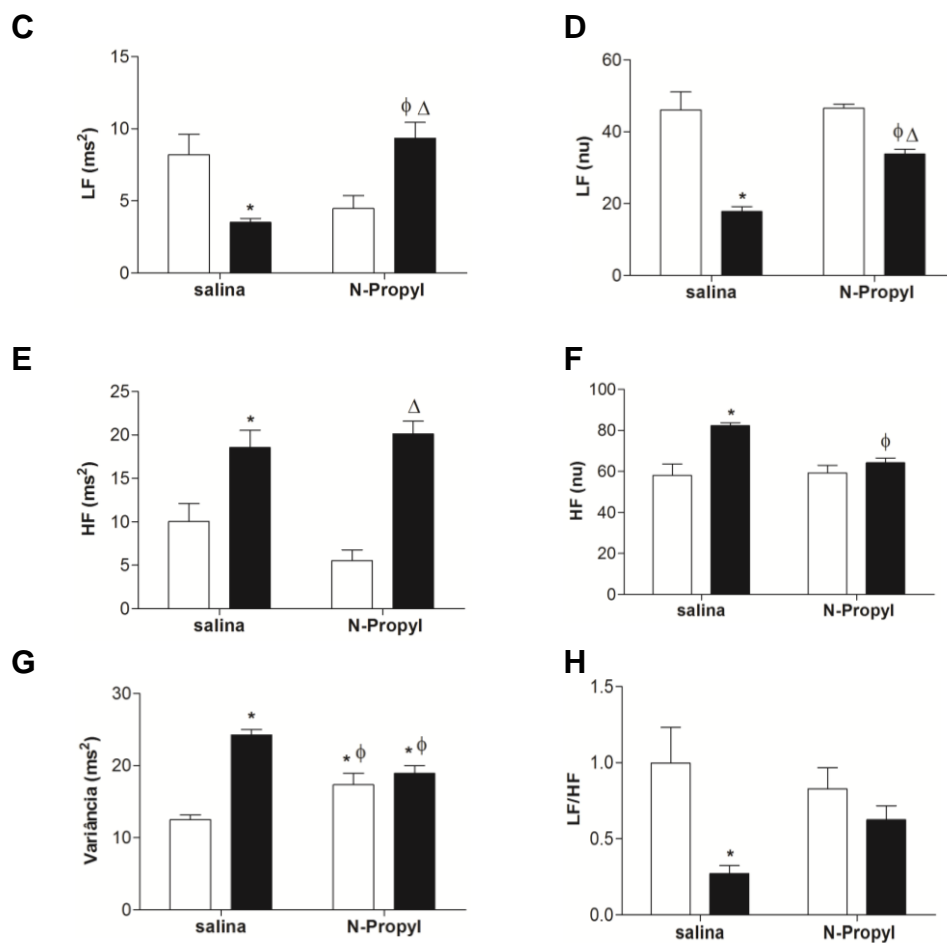 C
LF (ms²)
15
10
5
0
*
ϕ Δ
salina
N-Propyl
D
LF (nu)
60
40
20
0
*
ϕ Δ
salina
N-Propyl
E
HF (ms²)
25
20
15
10
5
0
*
Δ
salina
N-Propyl
F
HF (nu)
100
80
60
40
20
0
*
ϕ
salina
N-Propyl
G
Variância (ms²)
30
20
10
0
*
* ϕ
* ϕ
salina
N-Propyl
H
LF/HF
1.5
1.0
0.5
0.0
*
salina
N-Propyl